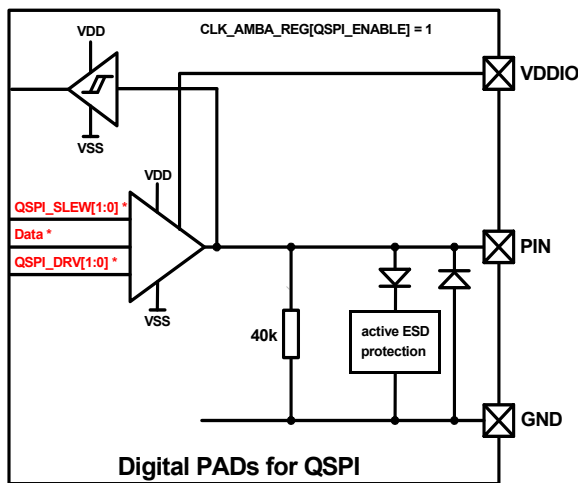 CLK_AMBA_REG[QSPI_ENABLE] = 1
VDD
VDDIO
VSS
VDD
QSPI_SLEW[1:0] *
Data *
PIN
QSPI_DRV[1:0] *
VSS
40k
active ESD
protection
GND
Digital PADs for QSPI